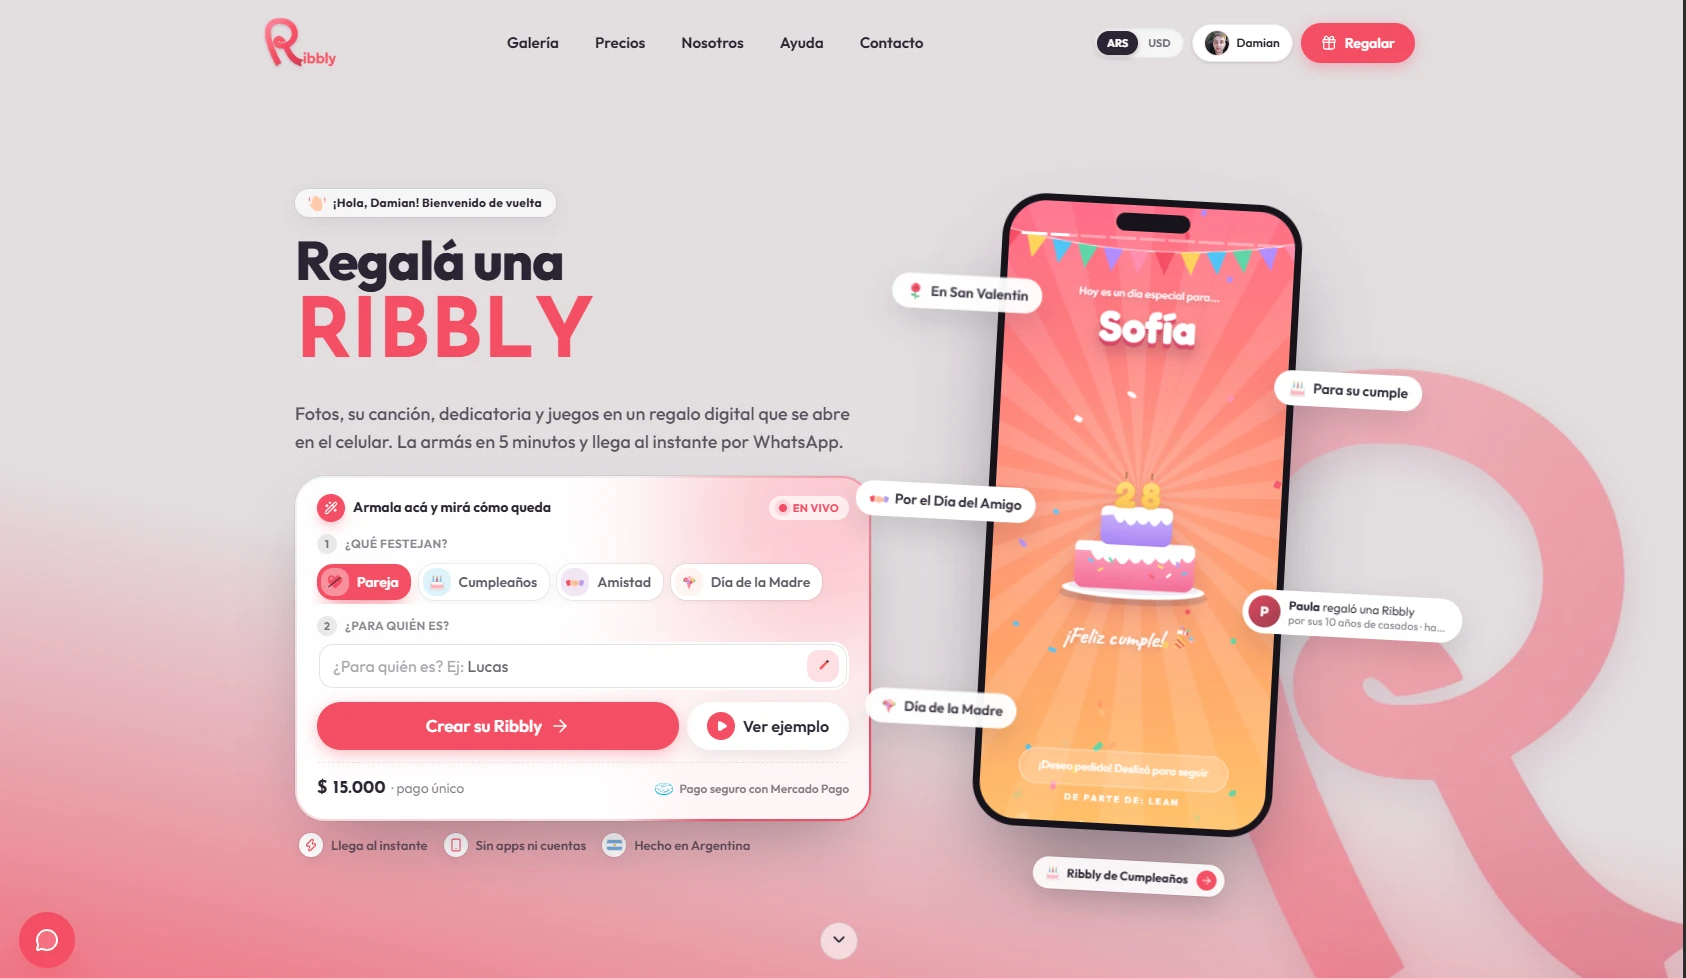 Ribbly
Galería
Precios
Nosotros
Ayuda
Contacto
ARS
USD
Damian
Regalar
¡Hola, Damian! Bienvenido de vuelta
Regalá una
RIBBLY
Fotos, su canción, dedicatoria y juegos en un regalo digital que se abre
en el celular. La armás en 5 minutos y llega al instante por WhatsApp.
Armala acá y mirá cómo queda
EN VIVO
1 ¿QUÉ FESTEJAN?
Pareja
Cumpleaños
Amistad
Día de la Madre
2 ¿PARA QUIÉN ES?
¿Para quién es? Ej: Lucas
Crear su Ribbly
Ver ejemplo
$ 15.000 · pago único
Pago seguro con Mercado Pago
Llega al instante
Sin apps ni cuentas
Hecho en Argentina
En San Valentín
Hoy es un día especial para...
Sofía
Para su cumple
28
Por el Día del Amigo
P
Paula regaló una Ribbly
por sus 10 años de casados · ha...
¡Feliz cumple!
Día de la Madre
¡Deseo pedido! Deslizá para seguir
DE PARTE DE: LEAN
Ribbly de Cumpleaños